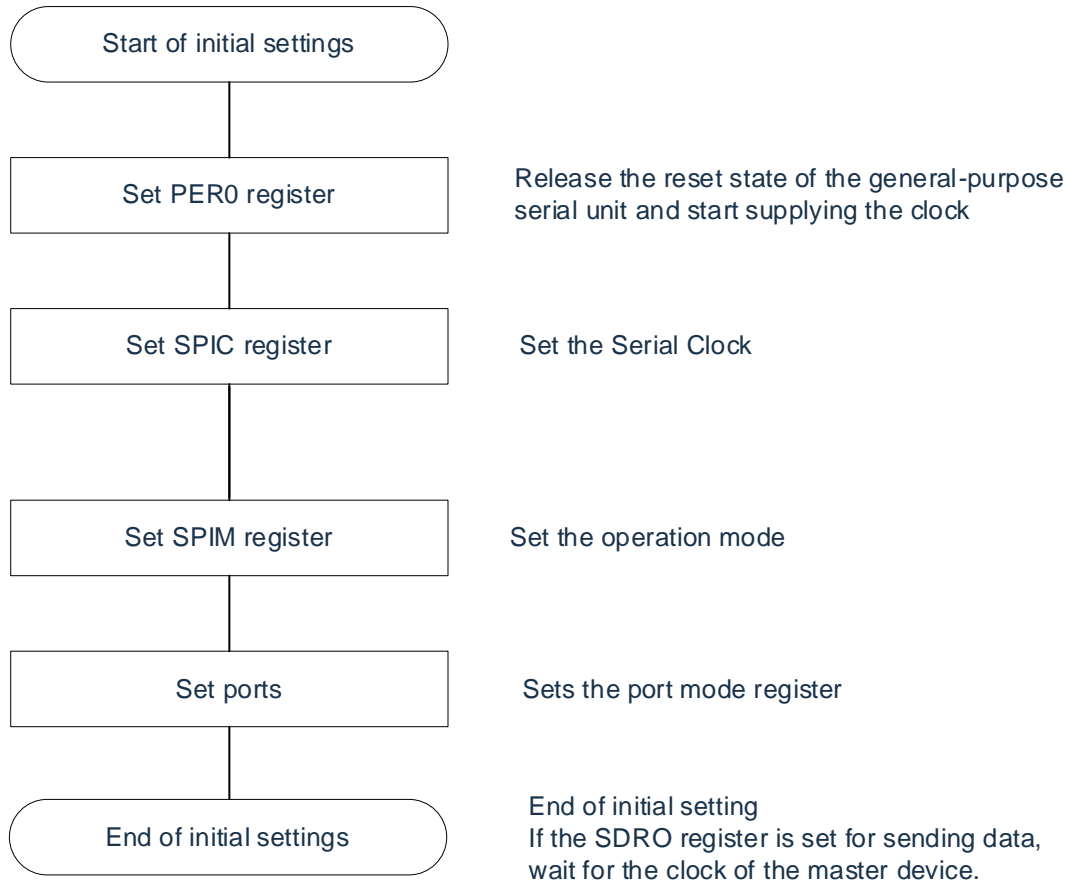 Start of initial settings
Set PER0 register
Release the reset state of the general-purpose
serial unit and start supplying the clock
Set SPIC register
Set the Serial Clock
Set SPIM register
Set the operation mode
Set ports
Sets the port mode register
End of initial settings
End of initial setting
If the SDRO register is set for sending data,
wait for the clock of the master device.